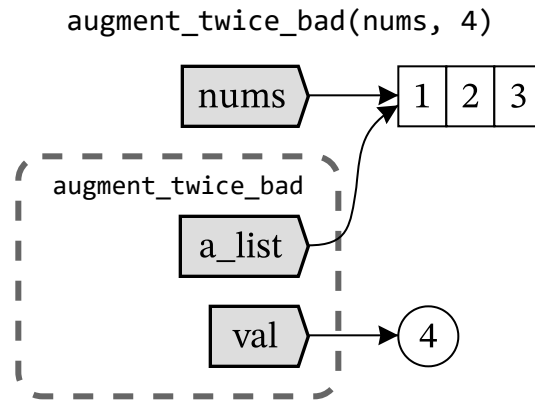 augment_twice_bad(nums, 4)
nums
1 2 3
augment_twice_bad
a_list
val
4